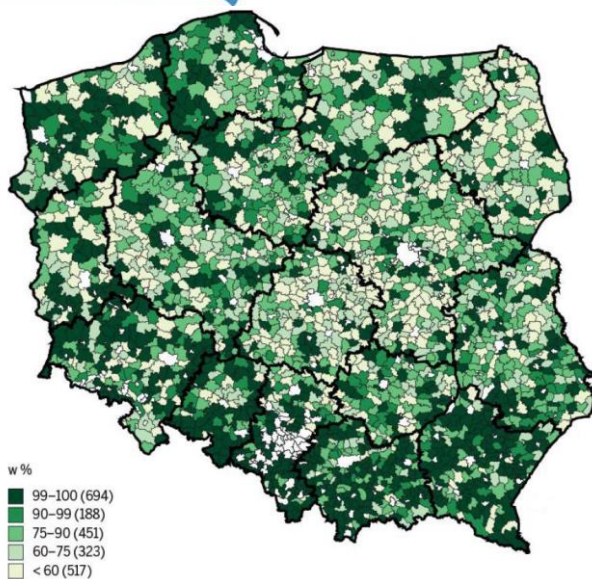 w %
99–100 (694)
90–99 (188)
75–90 (451)
60–75 (323)
< 60 (517)